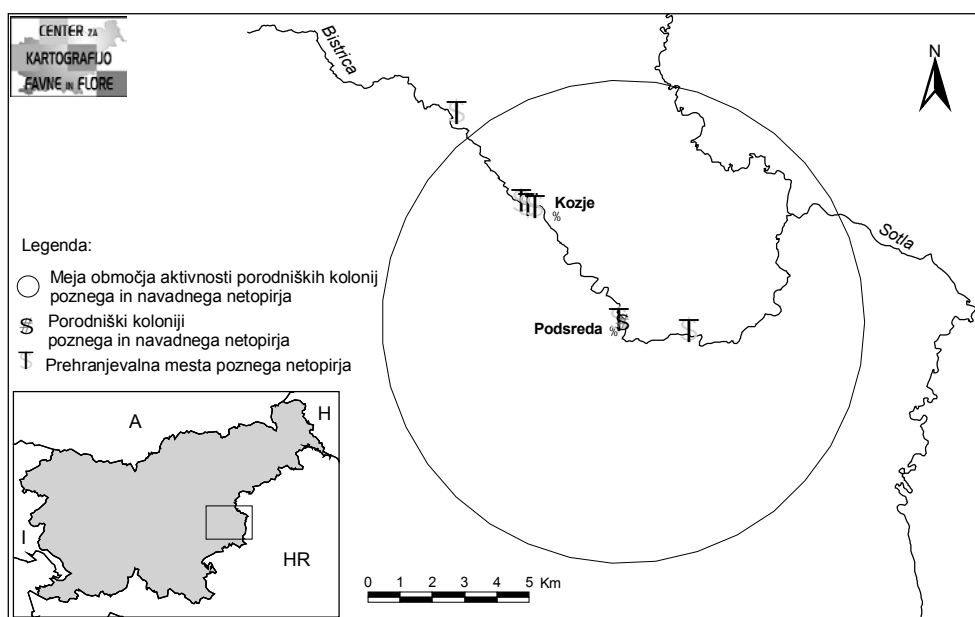 CENTER ZA
KARTOGRAFIJO
FAVNE IN FLORE
Bistrica
N
Kozje
%
Sotla
Podsreda %
Legenda:
Meja območja aktivnosti porodniških kolonij
poznega in navadnega netopirja
Porodniški koloniji
poznega in navadnega netopirja
Prehranjevalna mesta poznega netopirja
A
H
I
HR
0 1 2 3 4 5 Km